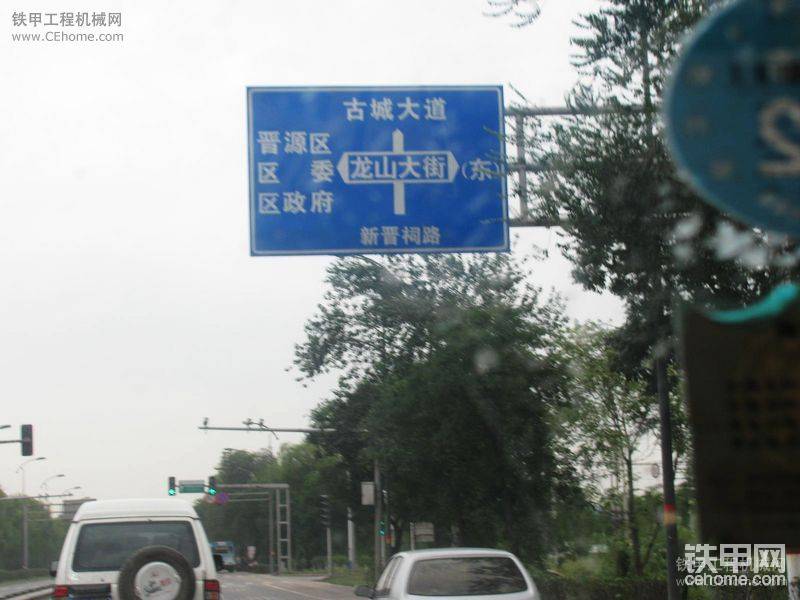 铁甲工程机械网
www.CEhome.com
古城大道
晋源区
区 委
区政府
龙山大街
(东)
新晋祠路
铁甲网
cehome.com